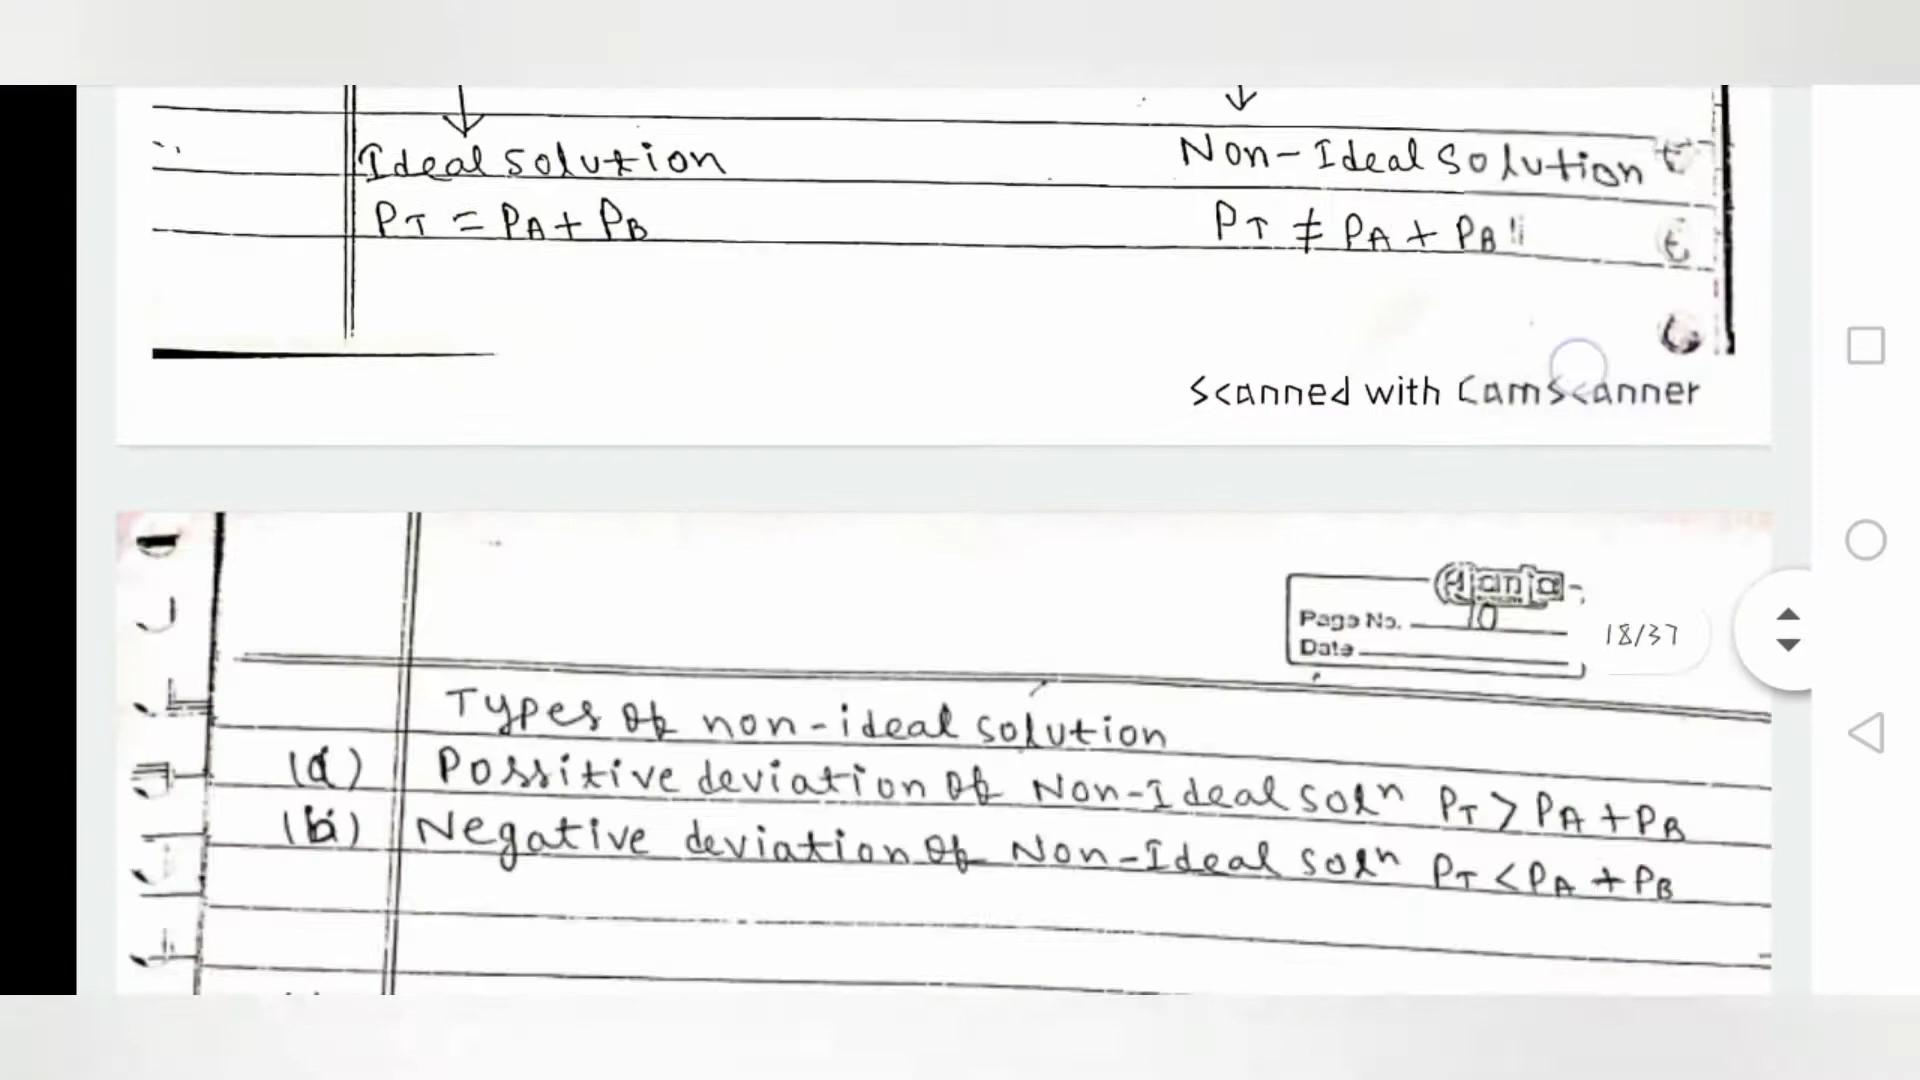 Ideal solution
Non-Ideal solution
PT = PA + PB
PT ≠ PA + PB
Scanned with CamScanner
Ajanta
Page No. 10
Date
18/37
Types of non-ideal solution
(a) Possitive deviation of Non-Ideal soln PT > PA + PB
(b) Negative deviation of Non-Ideal soln PT < PA + PB